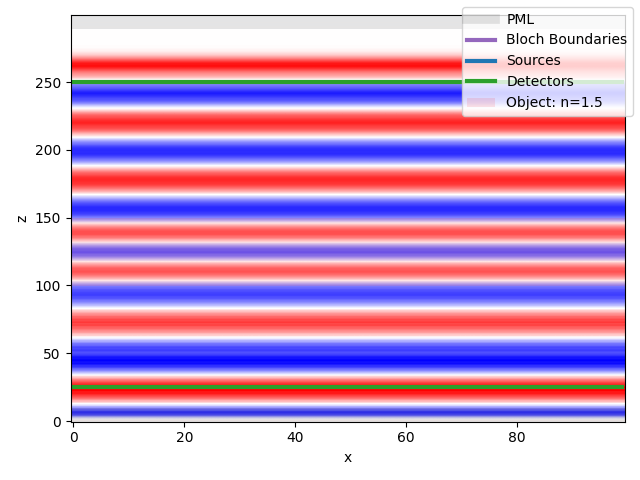 PML
Bloch Boundaries
Sources
Detectors
Object: n=1.5
250
200
150
100
50
0
z
0 20 40 60 80
x